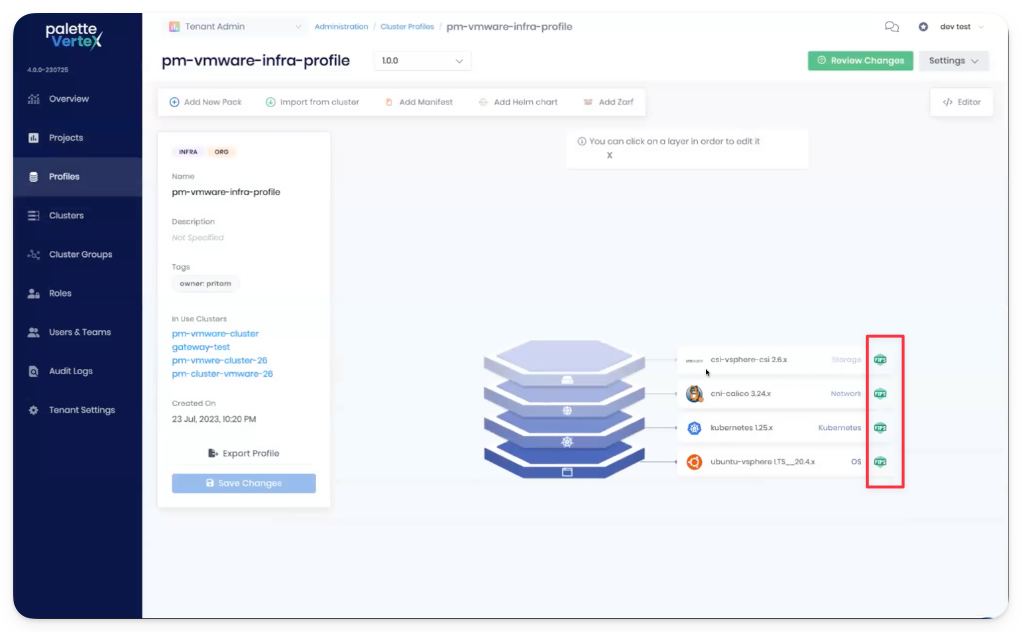 palette
VerteX
4.0.0-230725
Overview
Projects
Profiles
Clusters
Cluster Groups
Roles
Users & Teams
Audit Logs
Tenant Settings
Tenant Admin
Administration / Cluster Profiles / pm-vmware-infra-profile
dev test
pm-vmware-infra-profile
1.0.0
Review Changes
Settings
Add New Pack
Import from cluster
Add Manifest
Add Helm chart
Add Zarf
</> Editor
You can click on a layer in order to edit it
X
INFRA
ORG
Name
pm-vmware-infra-profile
Description
Not Specified
Tags
owner: pritam
In Use Clusters
pm-vmware-cluster
gateway-test
pm-vmwre-cluster-26
pm-cluster-vmware-26
Created On
23 Jul, 2023, 10:20 PM
Export Profile
Save Changes
csi-vsphere-csi 2.6.x Storage
cni-calico 3.24.x Network
kubernetes 1.25.x Kubernetes
ubuntu-vsphere LTS__20.4.x OS